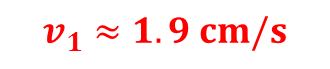 v₁ ≈ 1.9 cm/s